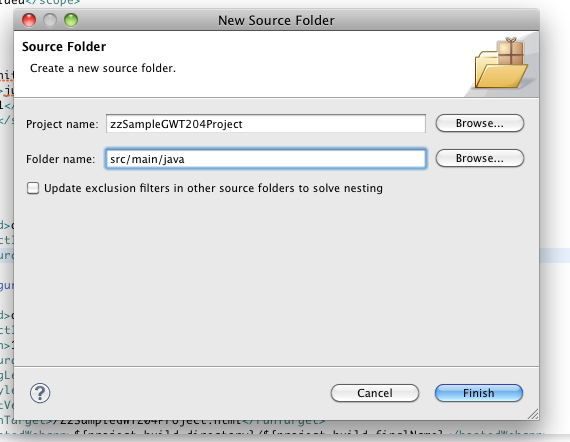 </scope>
New Source Folder
Source Folder
Create a new source folder.
Project name: zzSampleGWT204Project Browse...
Folder name: src/main/java Browse...
Update exclusion filters in other source folders to solve nesting
? Cancel Finish